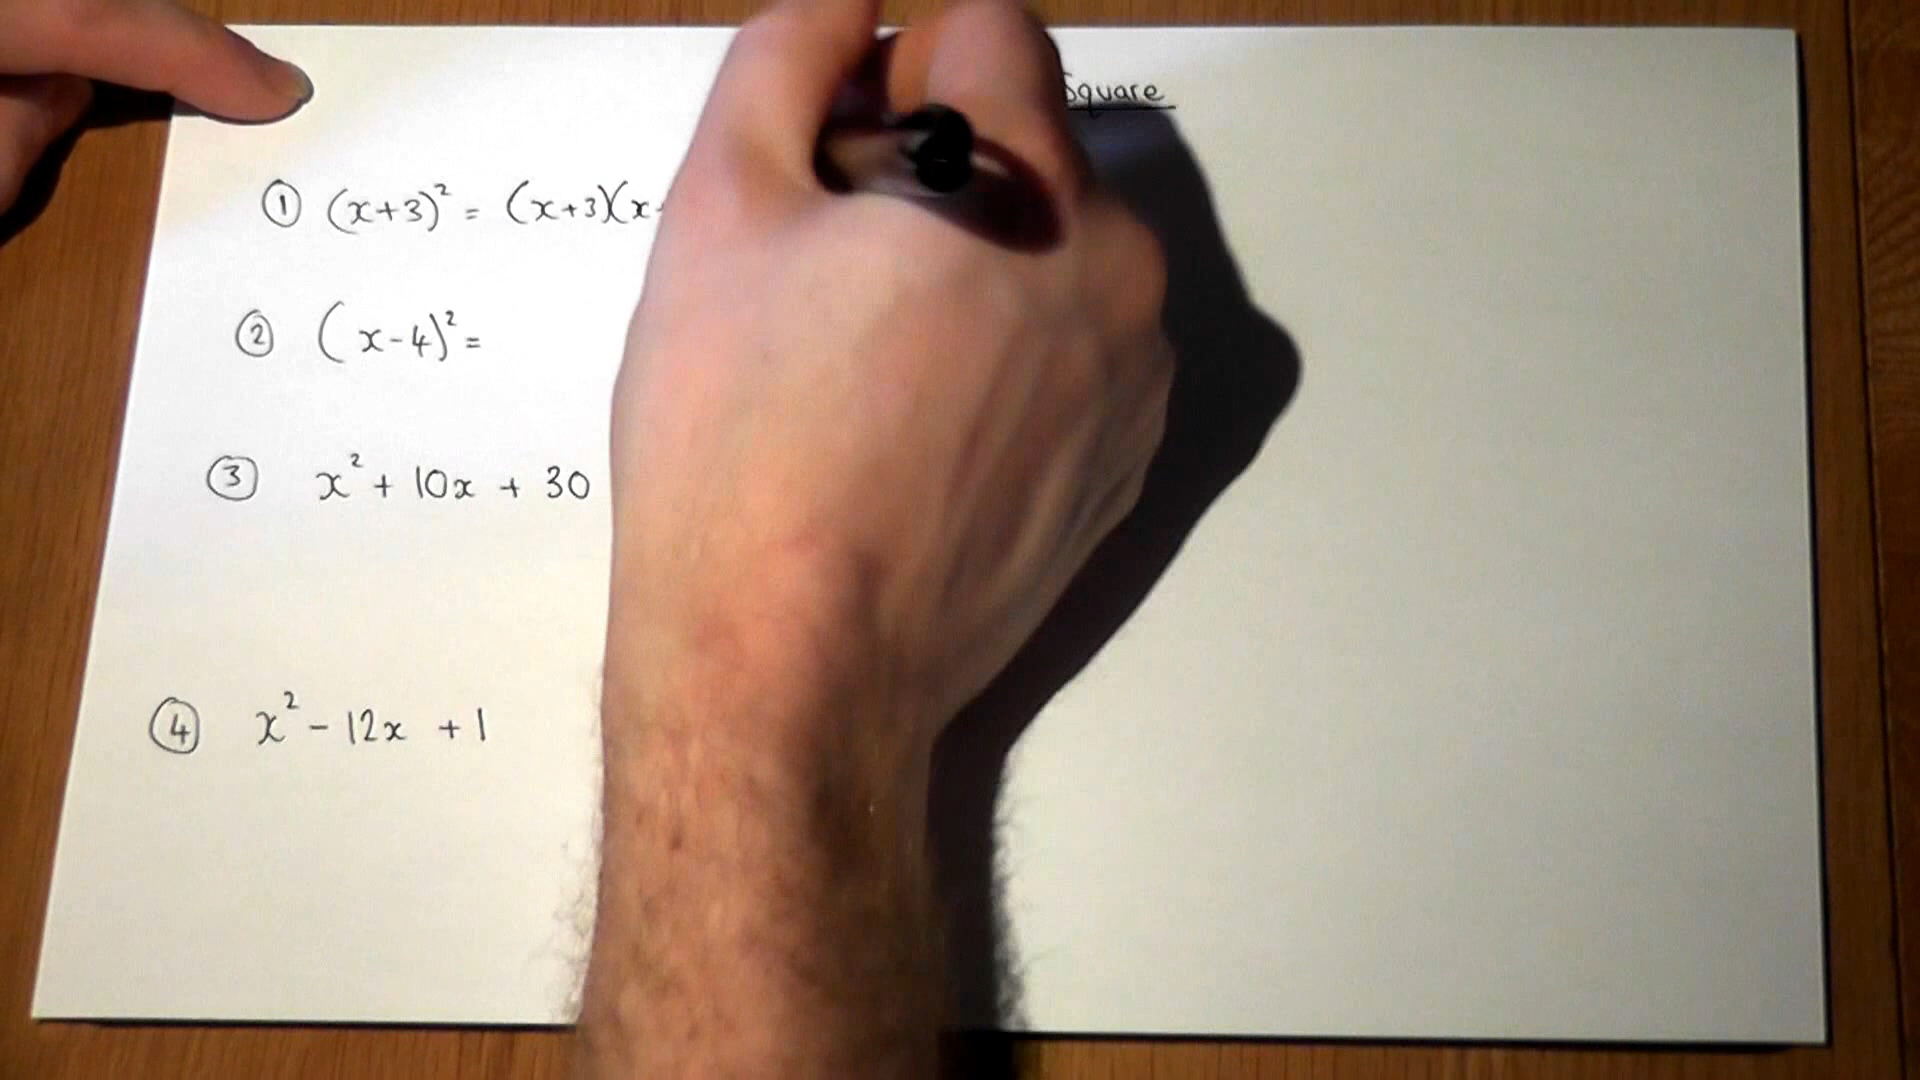 Square
① (x+3)² = (x+3)(x
② (x-4)² =
③ x² + 10x + 30
④ x² - 12x + 1